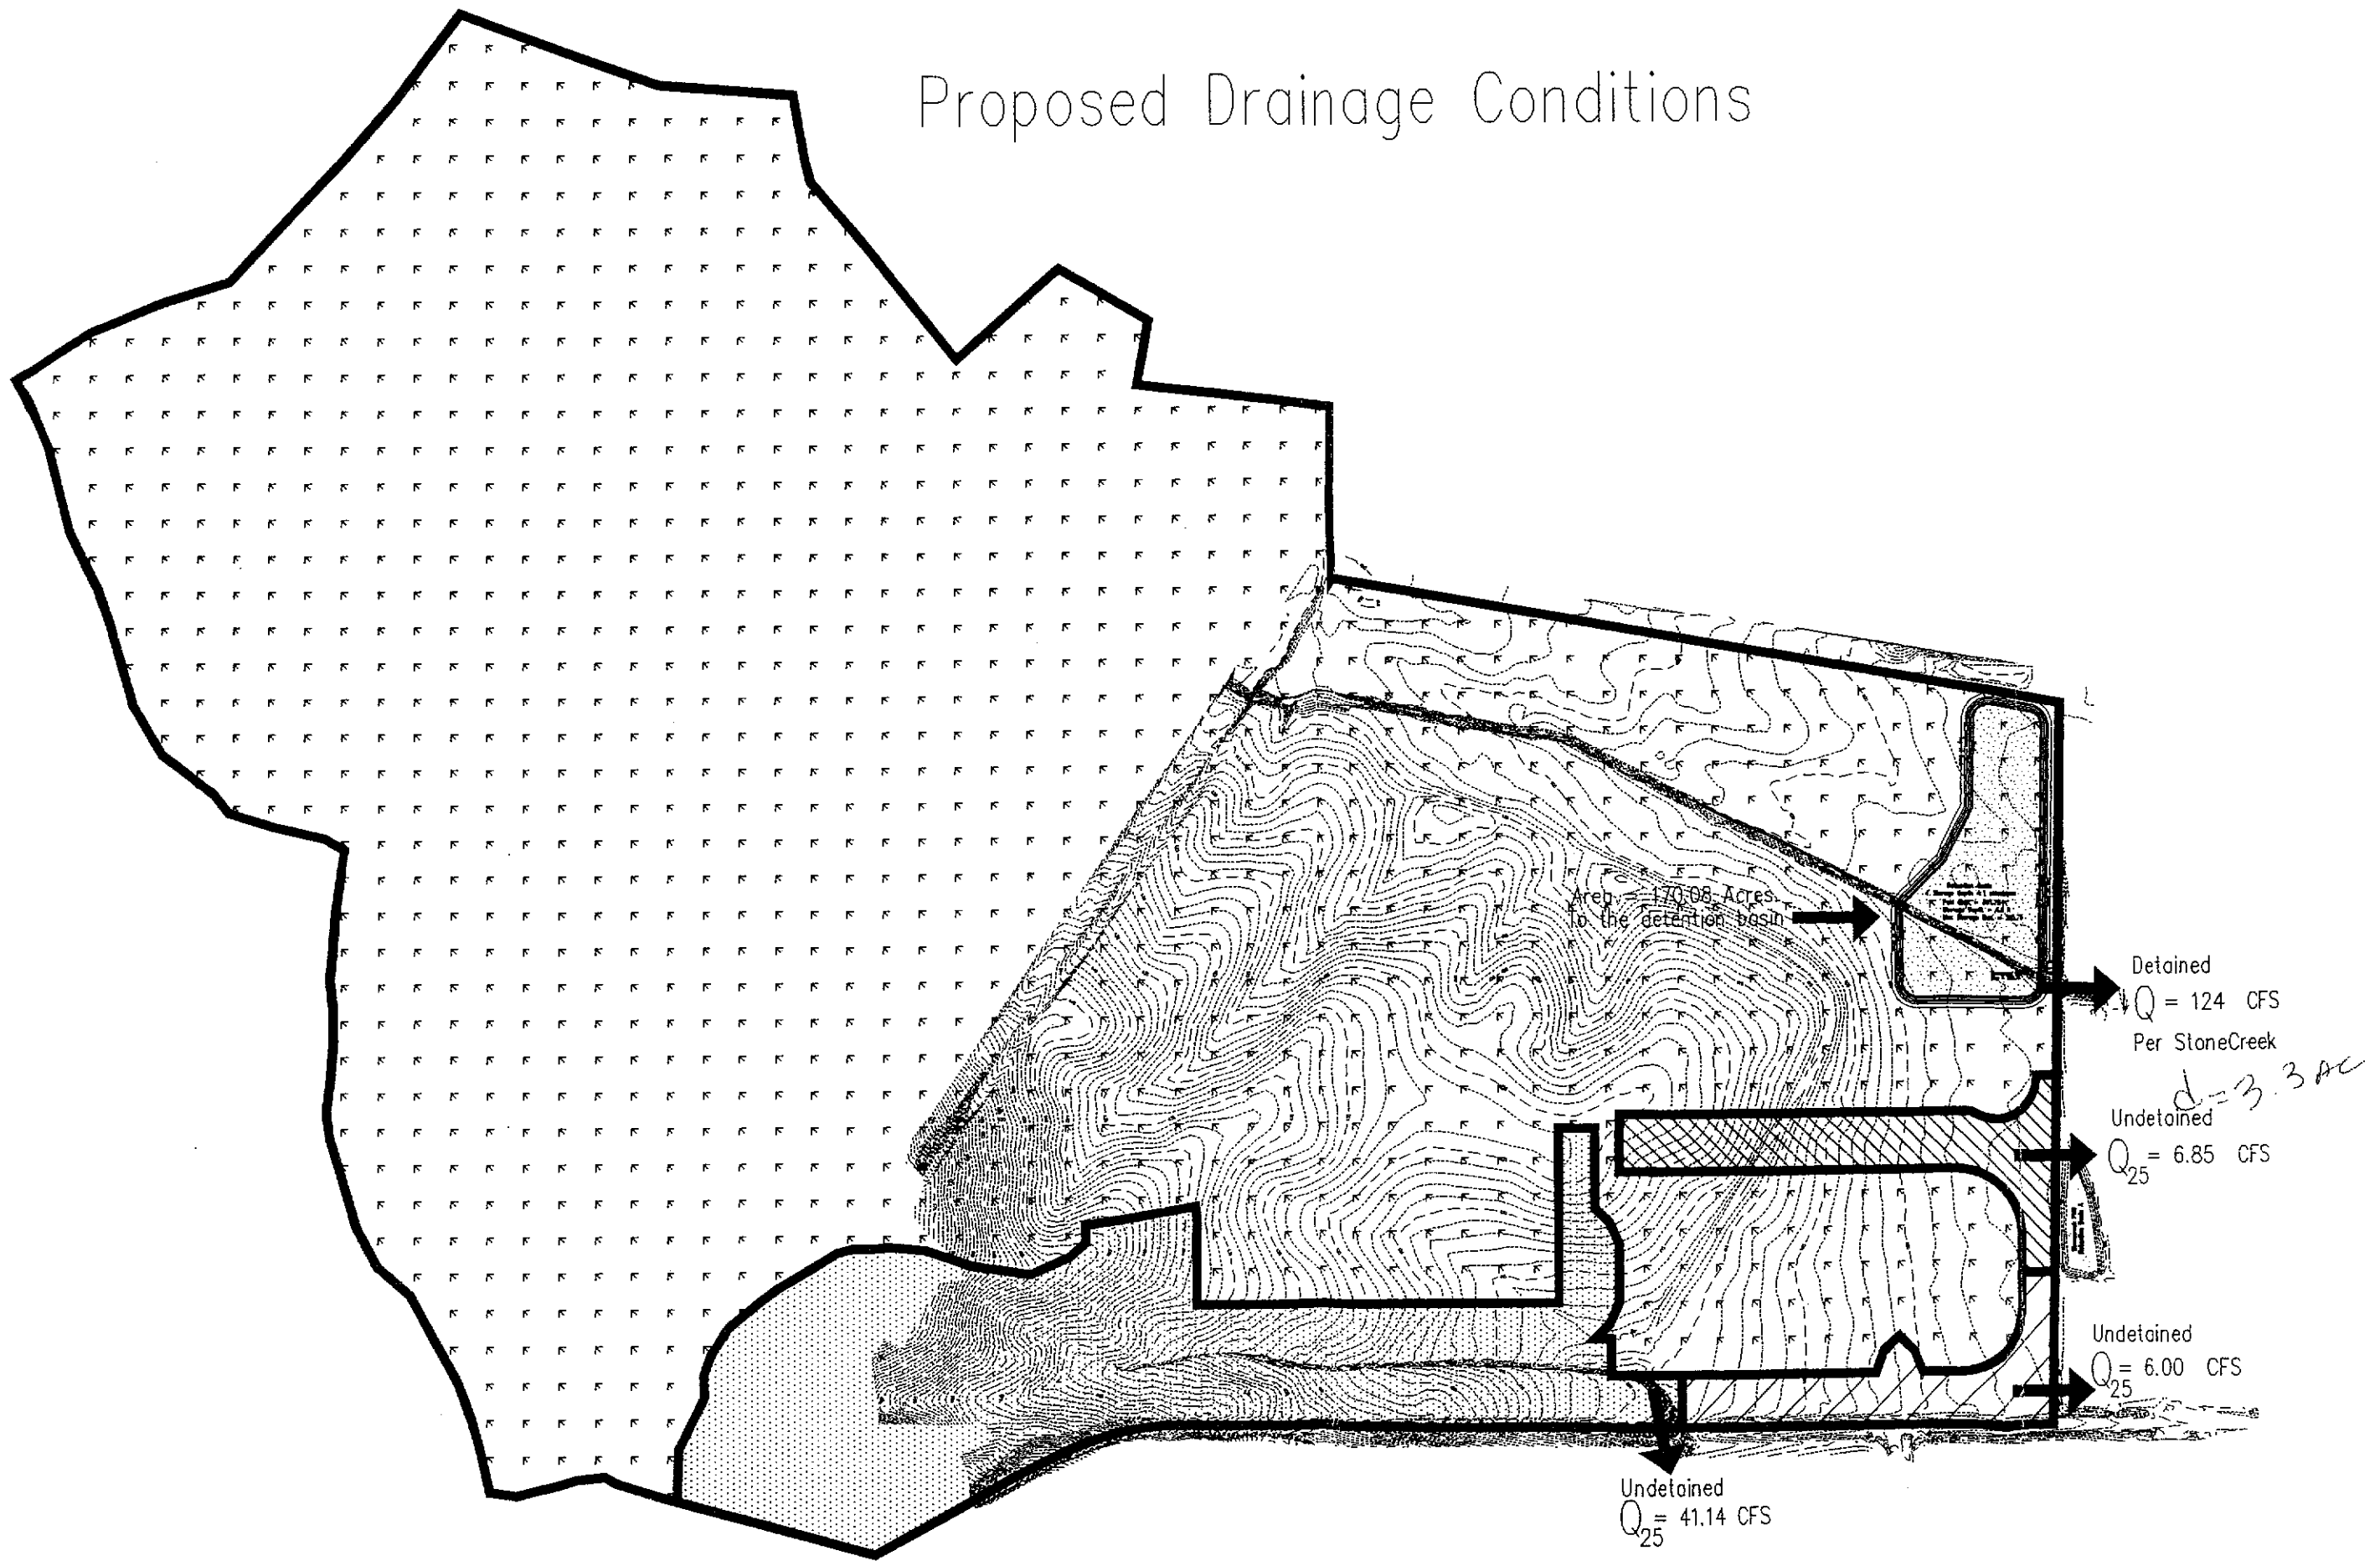 Proposed Drainage Conditions
Area = 170.08 Acres
To the detention basin
Detained
Q = 124 CFS
Per StoneCreek
d = 3.3 AC
Undetained
Q25 = 6.85 CFS
Undetained
Q25 = 6.00 CFS
Undetained
Q25 = 41.14 CFS